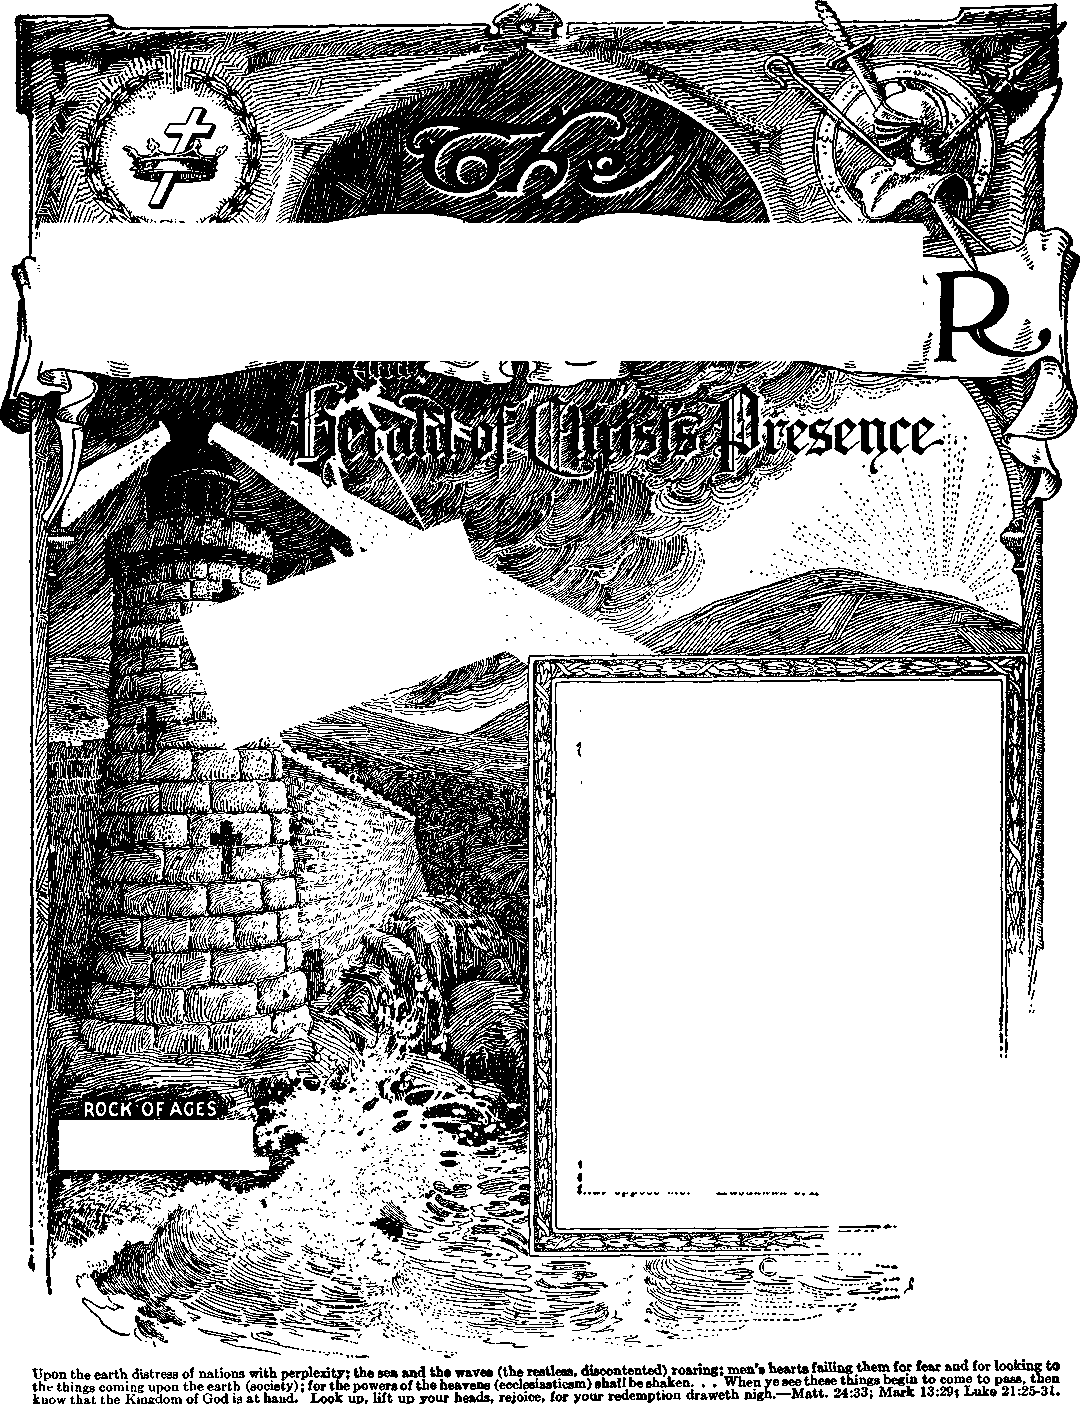 The
R
Herald of Christ's Presence
ROCK OF AGES
Upon the earth distress of nations with perplexity; the sea and the waves (the restless, discontented) roaring; men's hearts failing them for fear and for looking to
the things coming upon the earth (society); for the powers of the heavens (ecclesiasticsm) shall be shaken. . . When ye see these things begin to come to pass, then
know that the Kingdom of God is at hand. Look up, lift up your heads, rejoice, for your redemption draweth nigh.—Matt. 24:33; Mark 13:29; Luke 21:25-31.